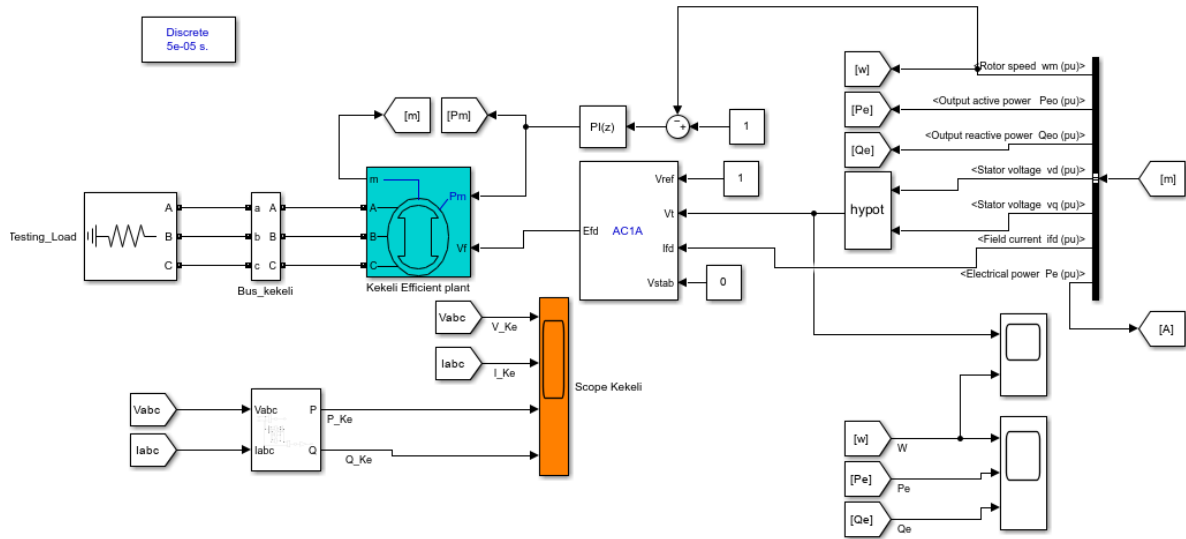 Discrete
5e-05 s.
[m]
[Pm]
PI(z)
−
+
1
[w]
<Rotor speed wm (pu)>
[Pe]
<Output active power Peo (pu)>
[Qe]
<Output reactive power Qeo (pu)>
<Stator voltage vd (pu)>
hypot
<Stator voltage vq (pu)>
<Field current ifd (pu)>
<Electrical power Pe (pu)>
[m]
[A]
Testing_Load
A
B
C
a
b
c
A
B
C
Bus_kekeli
m
Pm
A
B
C
Vf
Kekeli Efficient plant
Efd
AC1A
Vref
Vt
Ifd
Vstab
1
0
Vabc
V_Ke
Iabc
I_Ke
Scope Kekeli
Vabc
Iabc
Vabc
Iabc
P
Q
P_Ke
Q_Ke
[w]
W
[Pe]
Pe
[Qe]
Qe